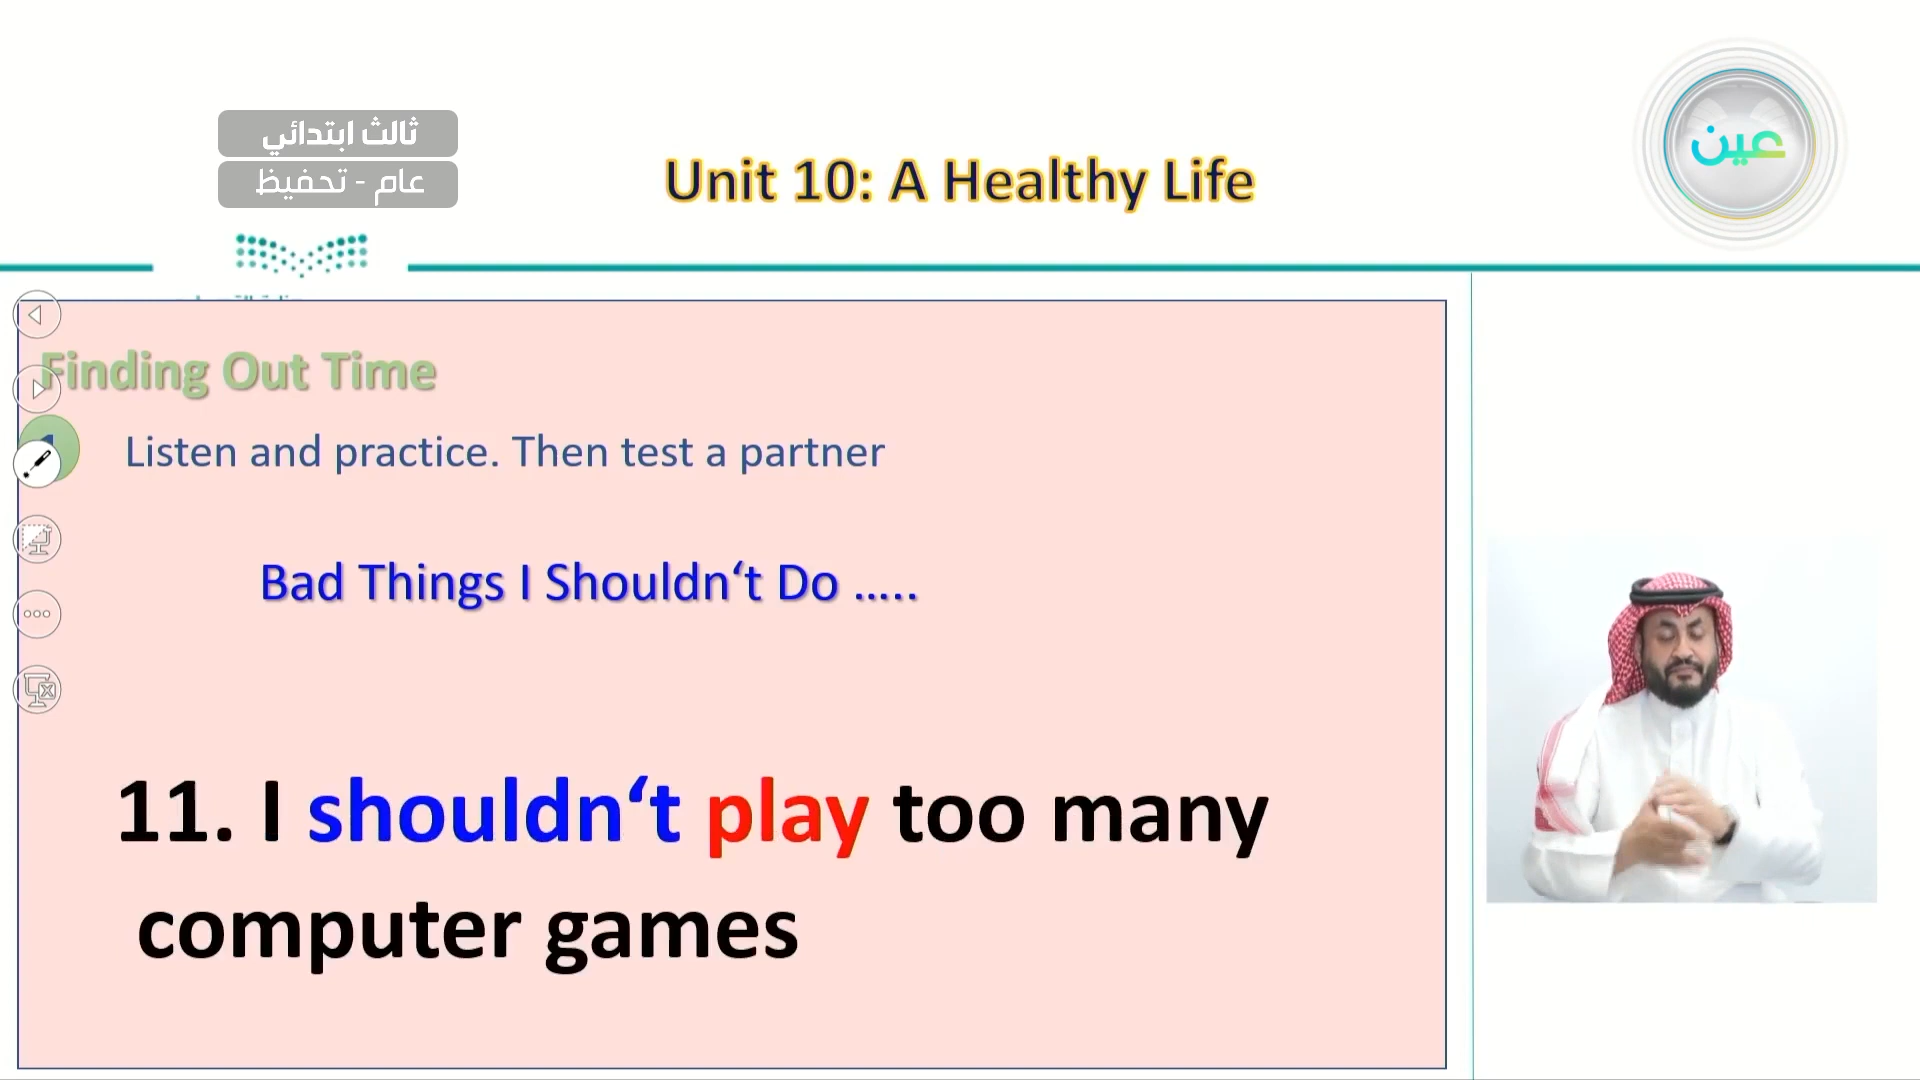 ثالث ابتدائي
عام - تحفيظ
Unit 10: A Healthy Life
عين
Finding Out Time
Listen and practice. Then test a partner
Bad Things I Shouldn‘t Do .....
11. I shouldn‘t play too many
computer games